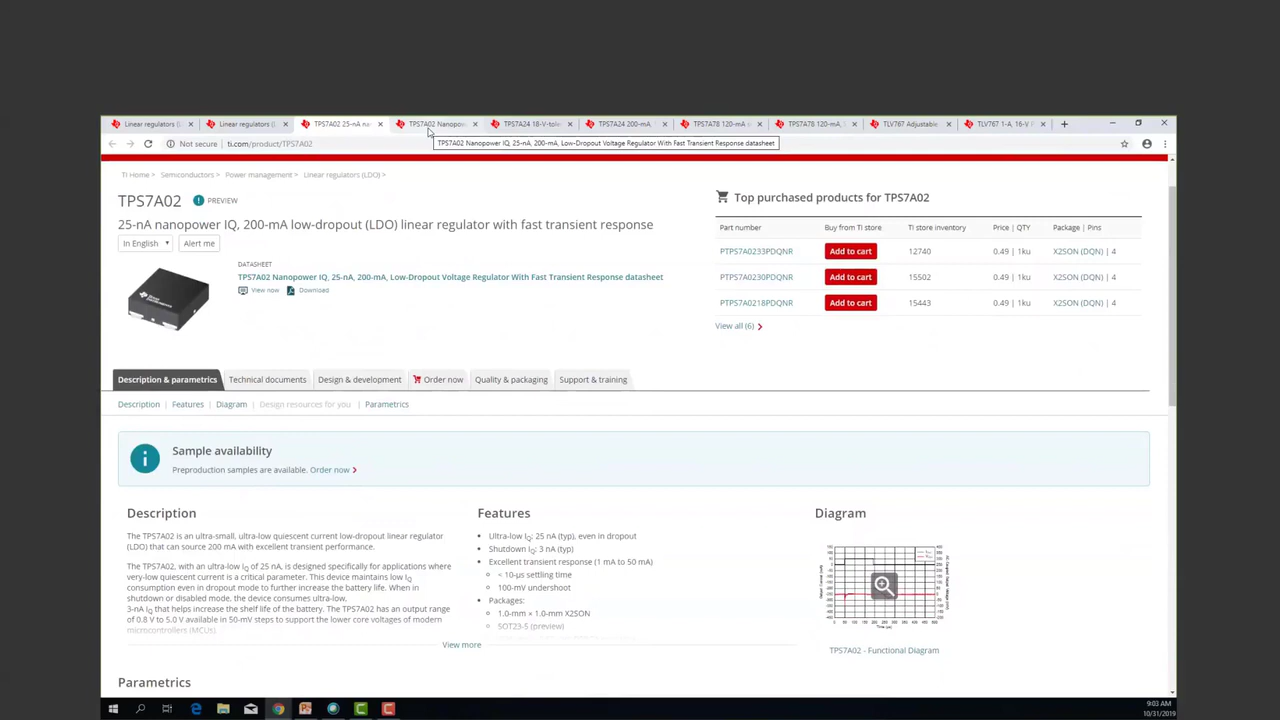 Linear regulators (L
Linear regulators (L
TPS7A02 25-nA na
TPS7A02 Nanopow
TPS7A24 18-V-tole
TPS7A24 200-mA,
TPS7A78 120-mA
TPS7A78 120-mA,
TLV767 Adjustable
TLV767 1-A, 16-V P
Not secure
ti.com/product/TPS7A02
TPS7A02 Nanopower IQ, 25-nA, 200-mA, Low-Dropout Voltage Regulator With Fast Transient Response datasheet
TI Home > Semiconductors > Power management > Linear regulators (LDO) >
TPS7A02
PREVIEW
25-nA nanopower IQ, 200-mA low-dropout (LDO) linear regulator with fast transient response
In English
Alert me
DATASHEET
TPS7A02 Nanopower IQ, 25-nA, 200-mA, Low-Dropout Voltage Regulator With Fast Transient Response datasheet
View now
Download
Top purchased products for TPS7A02
Part number Buy from TI store TI store inventory Price | QTY Package | Pins
PTPS7A0233PDQNR Add to cart 12740 0.49 | 1ku X2SON (DQN) | 4
PTPS7A0230PDQNR Add to cart 15502 0.49 | 1ku X2SON (DQN) | 4
PTPS7A0218PDQNR Add to cart 15443 0.49 | 1ku X2SON (DQN) | 4
View all (6)
Description & parametrics Technical documents Design & development Order now Quality & packaging Support & training
Description | Features | Diagram | Design resources for you | Parametrics
Sample availability
Preproduction samples are available. Order now
Description
The TPS7A02 is an ultra-small, ultra-low quiescent current low-dropout linear regulator
(LDO) that can source 200 mA with excellent transient performance.
The TPS7A02, with an ultra-low IQ of 25 nA, is designed specifically for applications where
very-low quiescent current is a critical parameter. This device maintains low IQ
consumption even in dropout mode to further increase the battery life. When in
shutdown or disabled mode, the device consumes ultra-low.
3-nA IQ that helps increase the shelf life of the battery. The TPS7A02 has an output range
of 0.8 V to 5.0 V available in 50-mV steps to support the lower core voltages of modern
microcontrollers (MCUs).
Features
Ultra-low IQ: 25 nA (typ), even in dropout
Shutdown IQ: 3 nA (typ)
Excellent transient response (1 mA to 50 mA)
< 10-µs settling time
100-mV undershoot
Packages:
1.0-mm × 1.0-mm X2SON
SOT23-5 (preview)
View more
Diagram
TPS7A02 - Functional Diagram
Parametrics
9:03 AM
10/31/2019